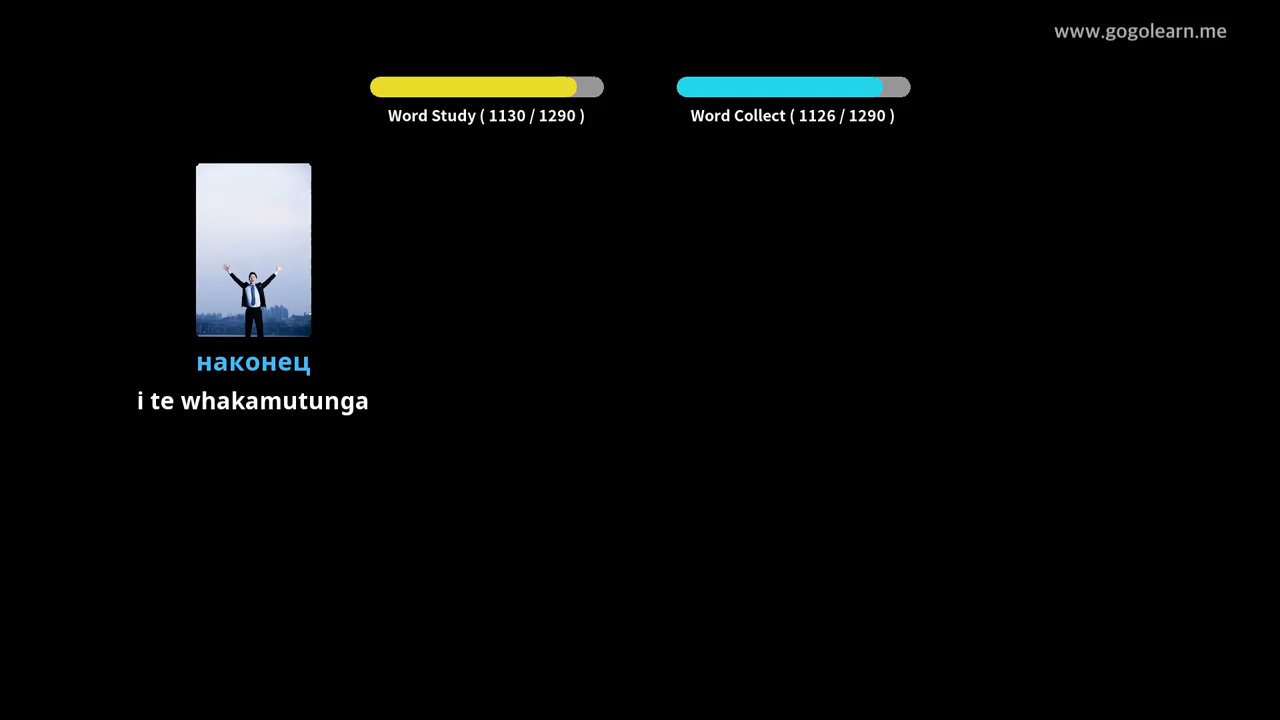 www.gogolearn.me
Word Study ( 1130 / 1290 )
Word Collect ( 1126 / 1290 )
наконец
i te whakamutunga